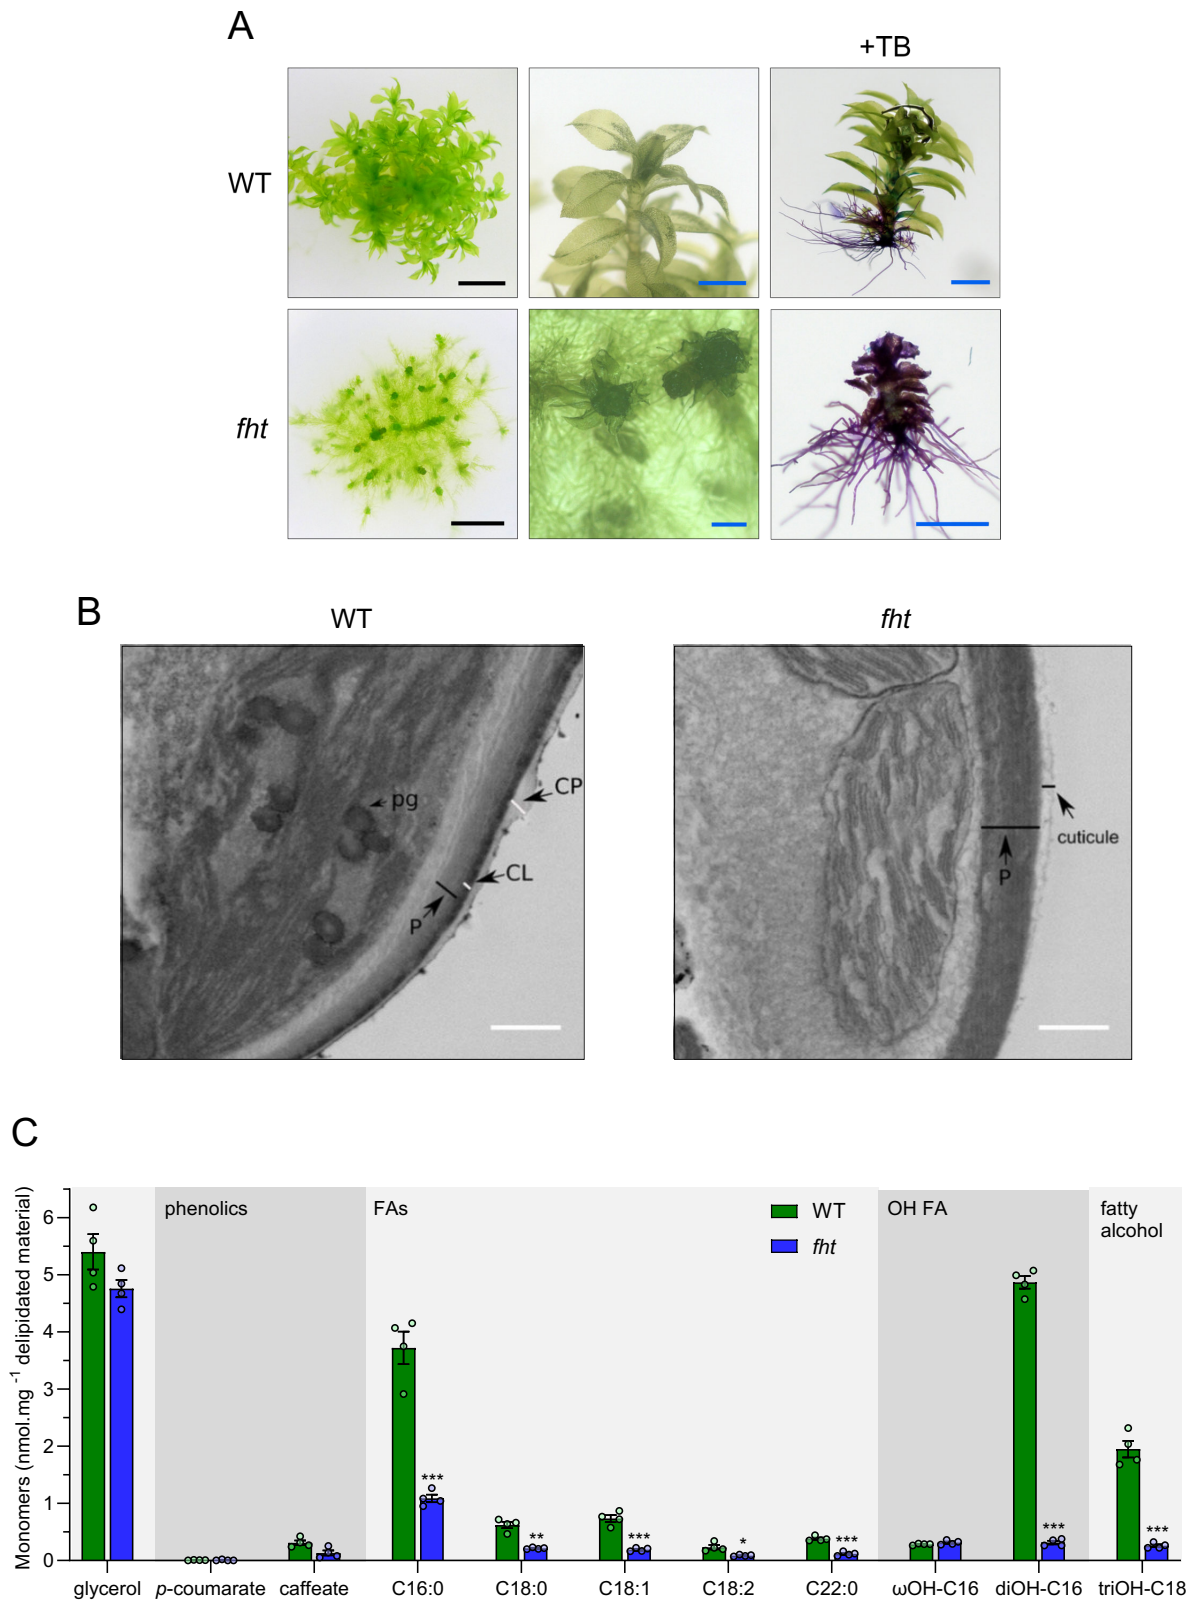 A
+TB
WT
fht
B
WT
fht
pg
CP
CL
P
cuticule
P
C
Monomers (nmol.mg⁻¹ delipidated material)
6
5
4
3
2
1
0
phenolics
FAs
WT
fht
OH FA
fatty
alcohol
***
**
***
*
***
***
***
glycerol
p-coumarate
caffeate
C16:0
C18:0
C18:1
C18:2
C22:0
ωOH-C16
diOH-C16
triOH-C18